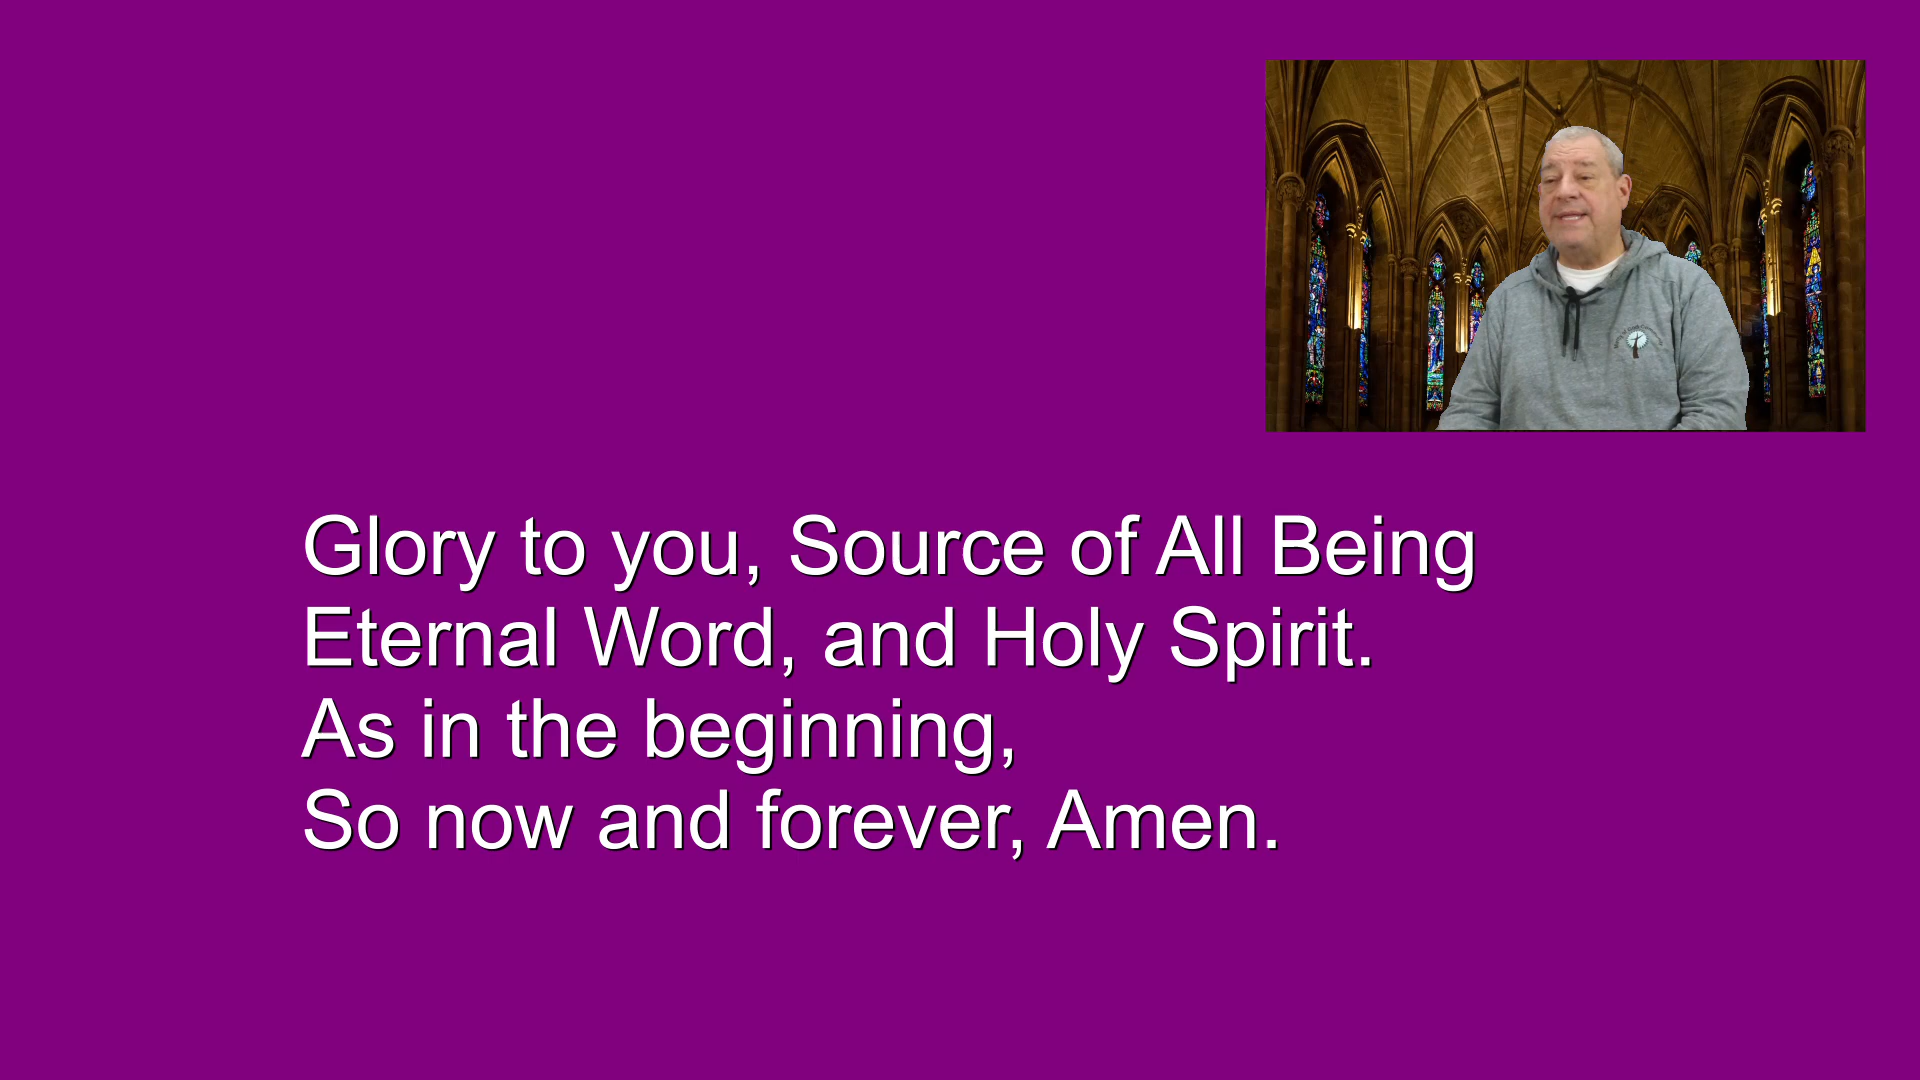 Glory to you, Source of All Being
Eternal Word, and Holy Spirit.
As in the beginning,
So now and forever, Amen.